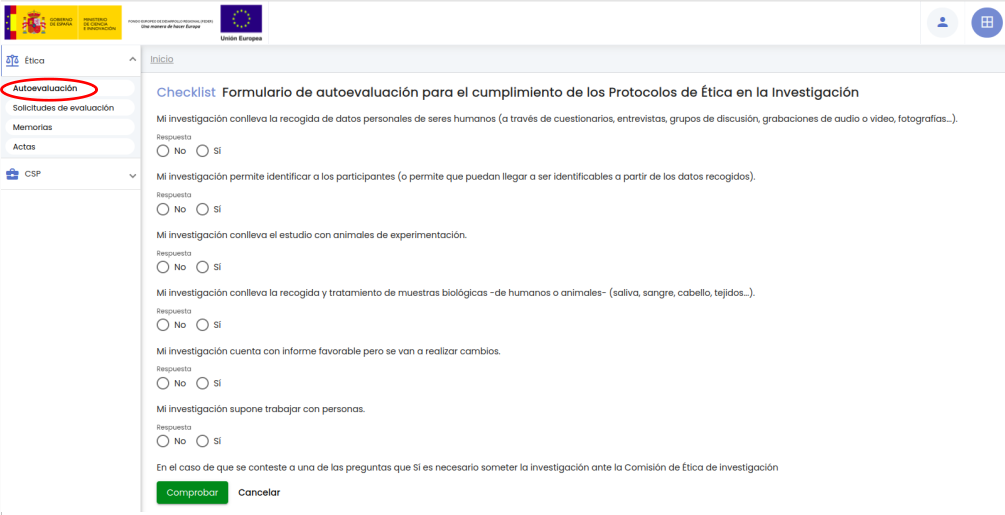 GOBIERNO
DE ESPAÑA
MINISTERIO
DE CIENCIA
E INNOVACIÓN
FONDO EUROPEO DE DESARROLLO REGIONAL (FEDER)
Una manera de hacer Europa
Unión Europea
Ética
Inicio
Autoevaluación
Checklist Formulario de autoevaluación para el cumplimiento de los Protocolos de Ética en la Investigación
Solicitudes de evaluación
Memorias
Actas
CSP
Mi investigación conlleva la recogida de datos personales de seres humanos (a través de cuestionarios, entrevistas, grupos de discusión, grabaciones de audio o video, fotografías...).
Respuesta
No Sí
Mi investigación permite identificar a los participantes (o permite que puedan llegar a ser identificables a partir de los datos recogidos).
Respuesta
No Sí
Mi investigación conlleva el estudio con animales de experimentación.
Respuesta
No Sí
Mi investigación conlleva la recogida y tratamiento de muestras biológicas -de humanos o animales- (saliva, sangre, cabello, tejidos...).
Respuesta
No Sí
Mi investigación cuenta con informe favorable pero se van a realizar cambios.
Respuesta
No Sí
Mi investigación supone trabajar con personas.
Respuesta
No Sí
En el caso de que se conteste a una de las preguntas que Sí es necesario someter la investigación ante la Comisión de Ética de investigación
Comprobar Cancelar